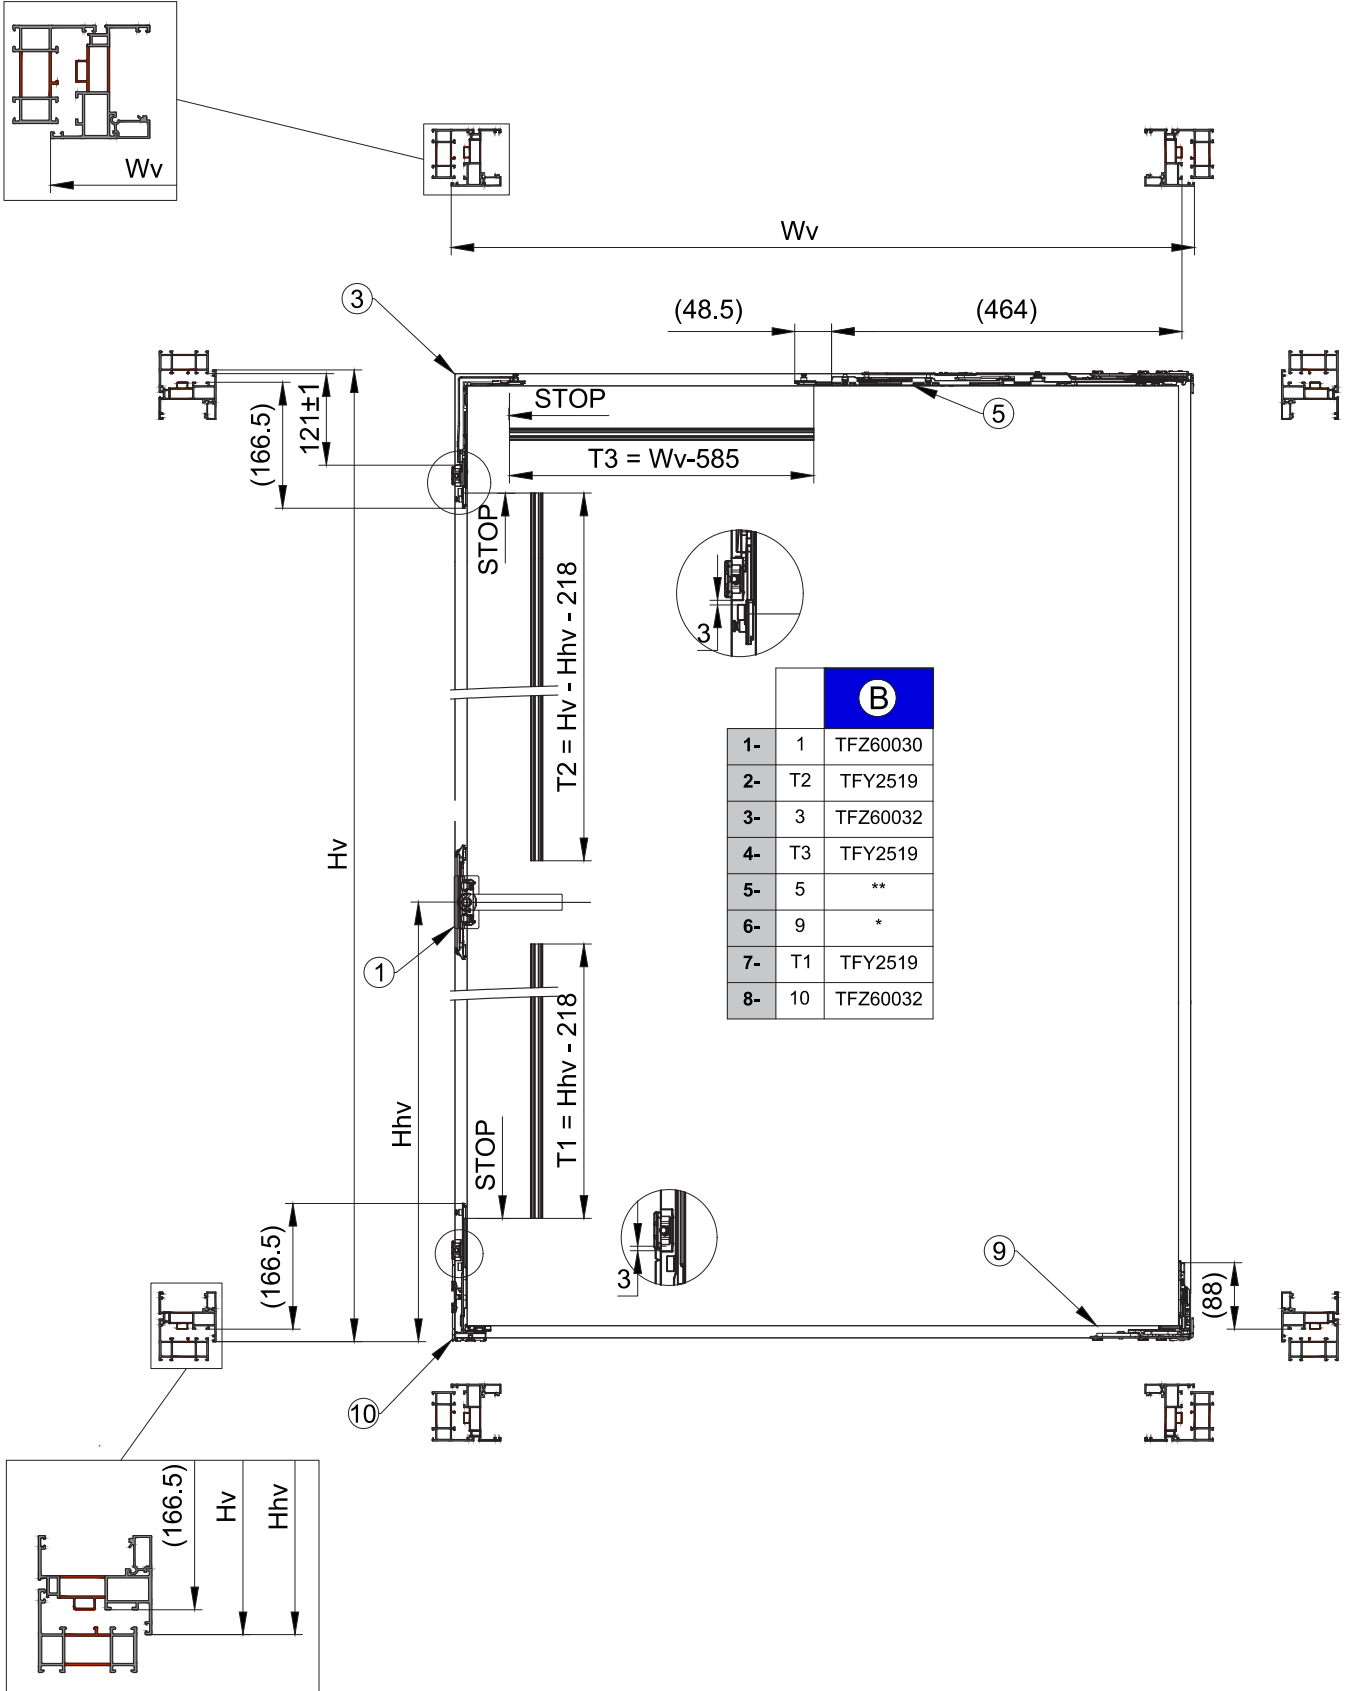 Wv
Wv
3
(48.5)
(464)
(166.5)
121±1
STOP
5
T3 = Wv-585
STOP
T2 = Hv - Hhv - 218
3
B
1- 1 TFZ60030
2- T2 TFY2519
3- 3 TFZ60032
4- T3 TFY2519
5- 5 **
6- 9 *
7- T1 TFY2519
8- 10 TFZ60032
Hv
1
Hhv
T1 = Hhv - 218
STOP
(166.5)
3
9
(88)
10
(166.5)
Hv
Hhv